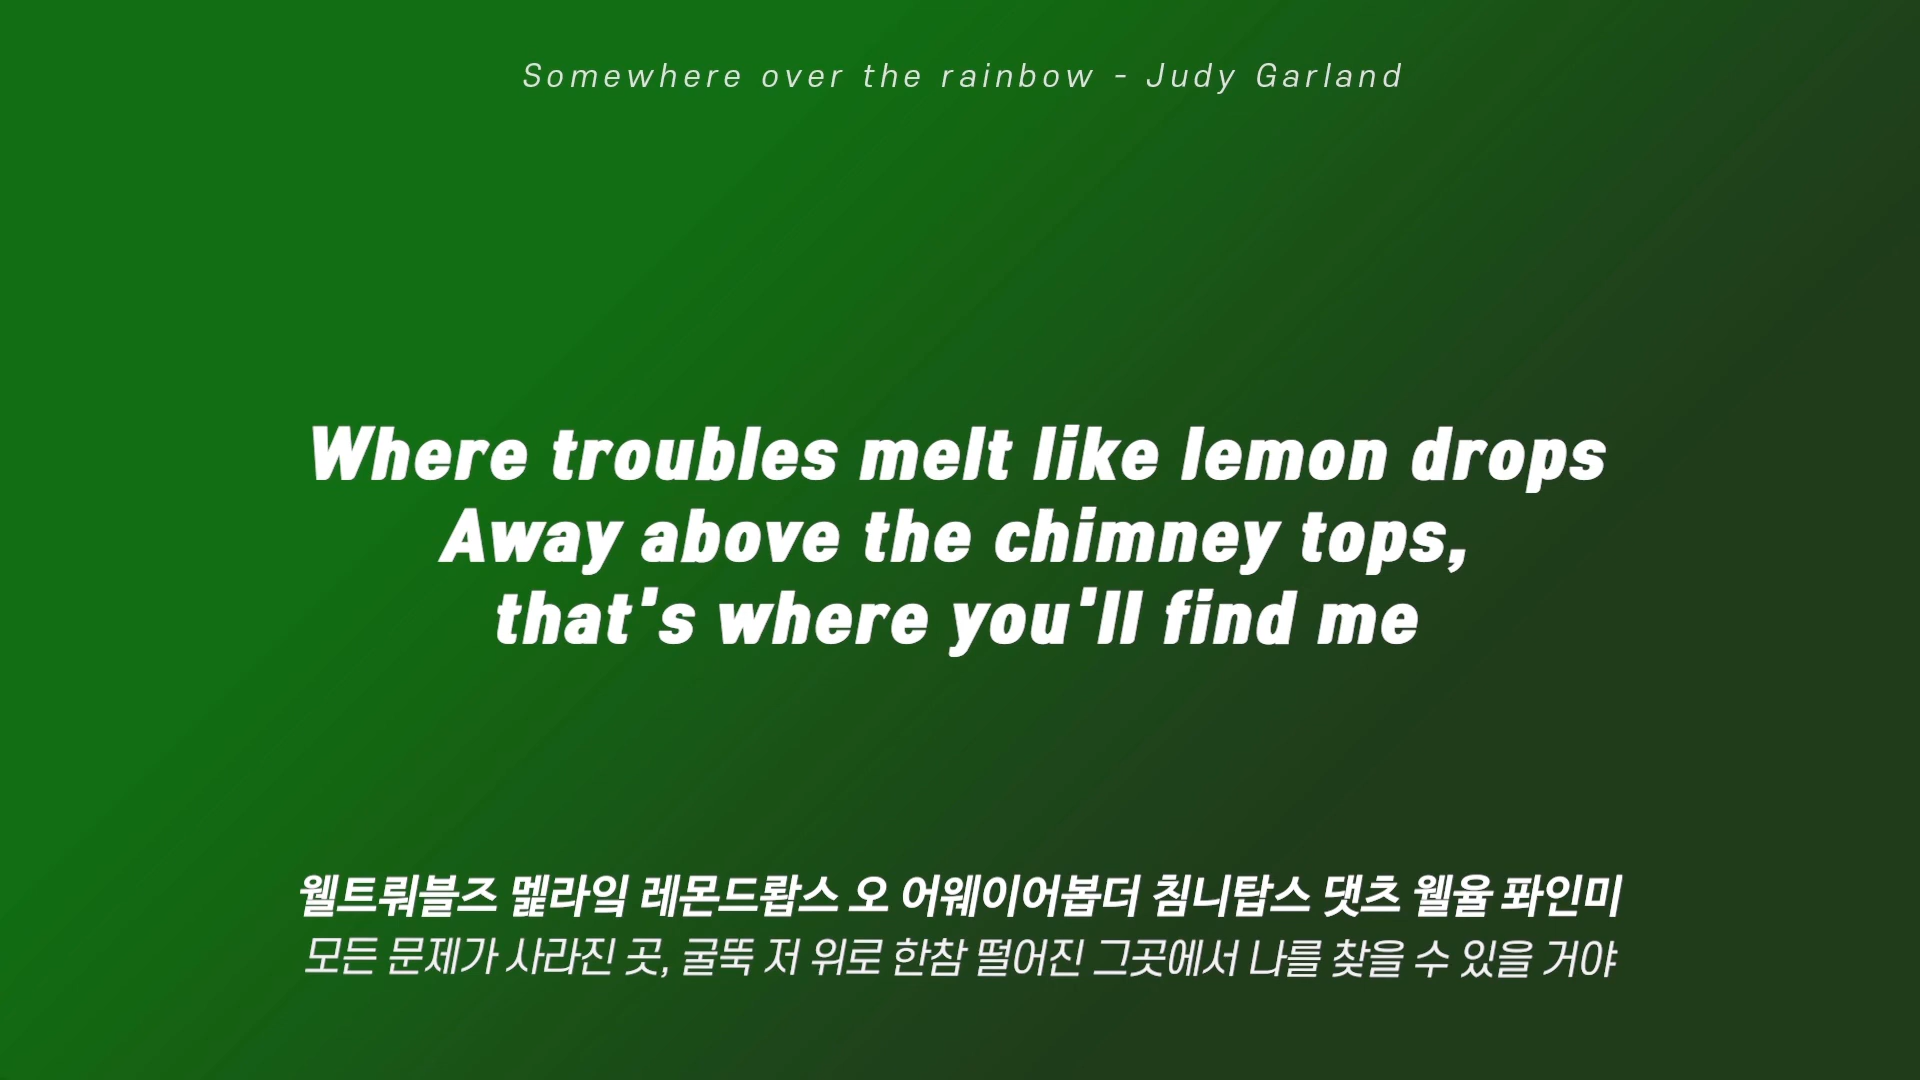 Somewhere over the rainbow - Judy Garland
Where troubles melt like lemon drops
Away above the chimney tops,
that's where you'll find me
웰트뤄블즈 멜라잌 레몬드롭스 오 어웨이어봅더 침니탑스 댓츠 웰율 퐈인미
모든 문제가 사라진 곳, 굴뚝 저 위로 한참 떨어진 그곳에서 나를 찾을 수 있을 거야